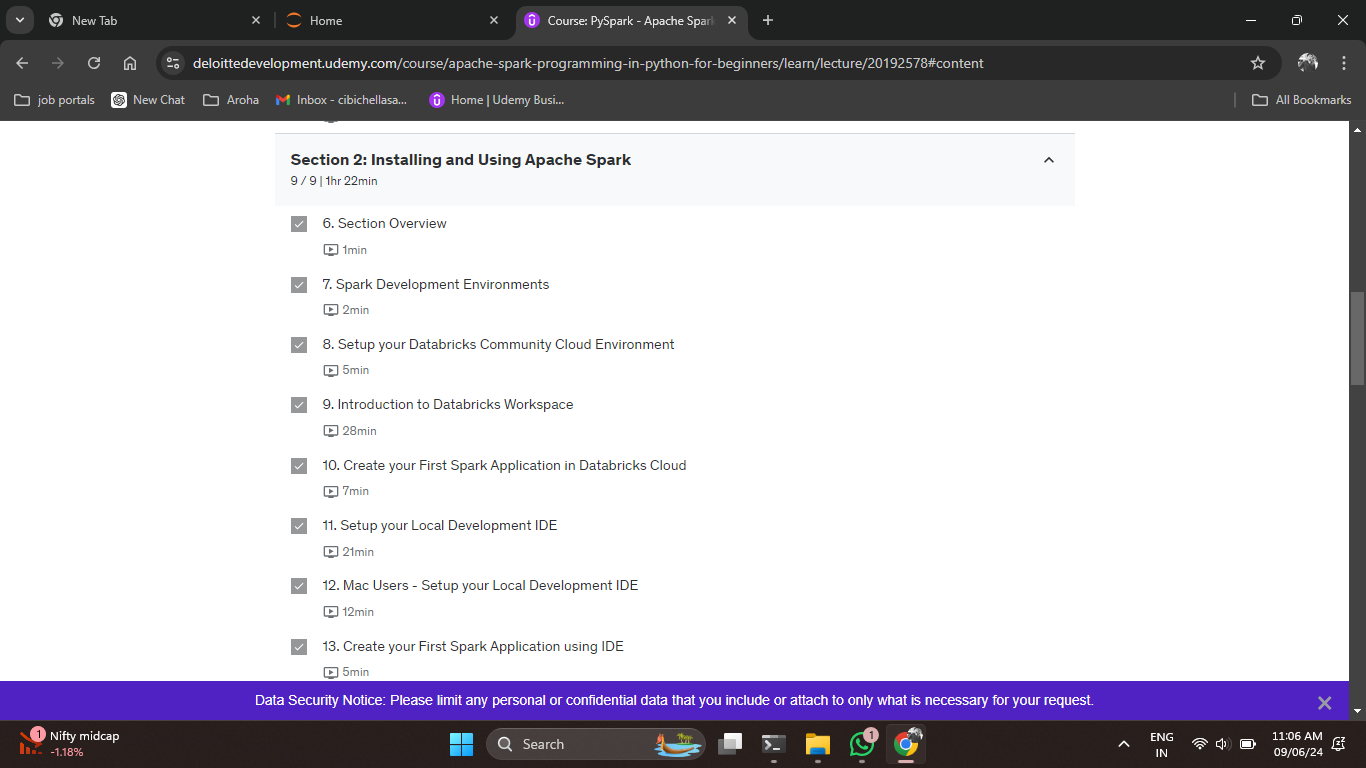 New Tab
Home
Course: PySpark - Apache Spark
deloittedevelopment.udemy.com/course/apache-spark-programming-in-python-for-beginners/learn/lecture/20192578#content
job portals
New Chat
Aroha
Inbox - cibichellasa...
Home | Udemy Busi...
All Bookmarks
Section 2: Installing and Using Apache Spark
9 / 9 | 1hr 22min
6. Section Overview
1min
7. Spark Development Environments
2min
8. Setup your Databricks Community Cloud Environment
5min
9. Introduction to Databricks Workspace
28min
10. Create your First Spark Application in Databricks Cloud
7min
11. Setup your Local Development IDE
21min
12. Mac Users - Setup your Local Development IDE
12min
13. Create your First Spark Application using IDE
5min
Data Security Notice: Please limit any personal or confidential data that you include or attach to only what is necessary for your request.
1
Nifty midcap
-1.18%
Search
1
ENG
IN
11:06 AM
09/06/24